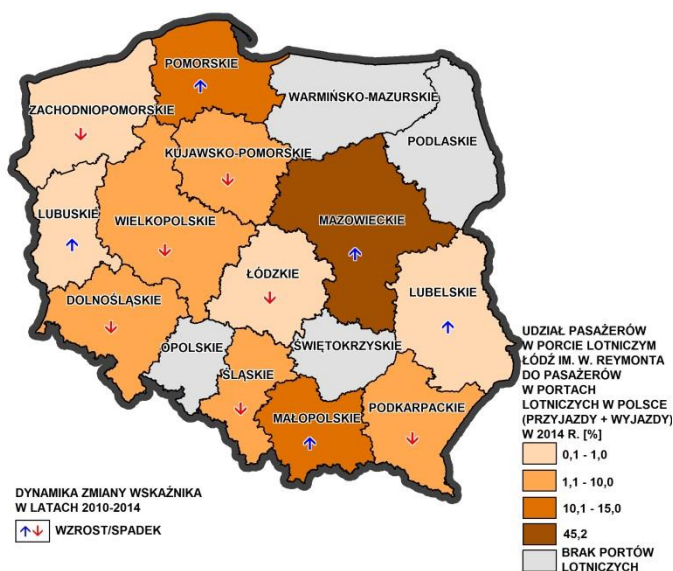 POMORSKIE
WARMIŃSKO-MAZURSKIE
ZACHODNIOPOMORSKIE
PODLASKIE
KUJAWSKO-POMORSKIE
LUBUSKIE
WIELKOPOLSKIE
MAZOWIECKIE
ŁÓDZKIE
LUBELSKIE
DOLNOŚLĄSKIE
OPOLSKIE
ŚWIĘTOKRZYSKIE
ŚLĄSKIE
MAŁOPOLSKIE
PODKARPACKIE
UDZIAŁ PASAŻERÓW
W PORCIE LOTNICZYM
ŁÓDŹ IM. W. REYMONTA
DO PASAŻERÓW
W PORTACH
LOTNICZYCH W POLSCE
(PRZYJAZDY + WYJAZDY)
W 2014 R. [%]
0,1 - 1,0
1,1 - 10,0
10,1 - 15,0
45,2
BRAK PORTÓW
LOTNICZYCH
DYNAMIKA ZMIANY WSKAŹNIKA
W LATACH 2010-2014
WZROST/SPADEK